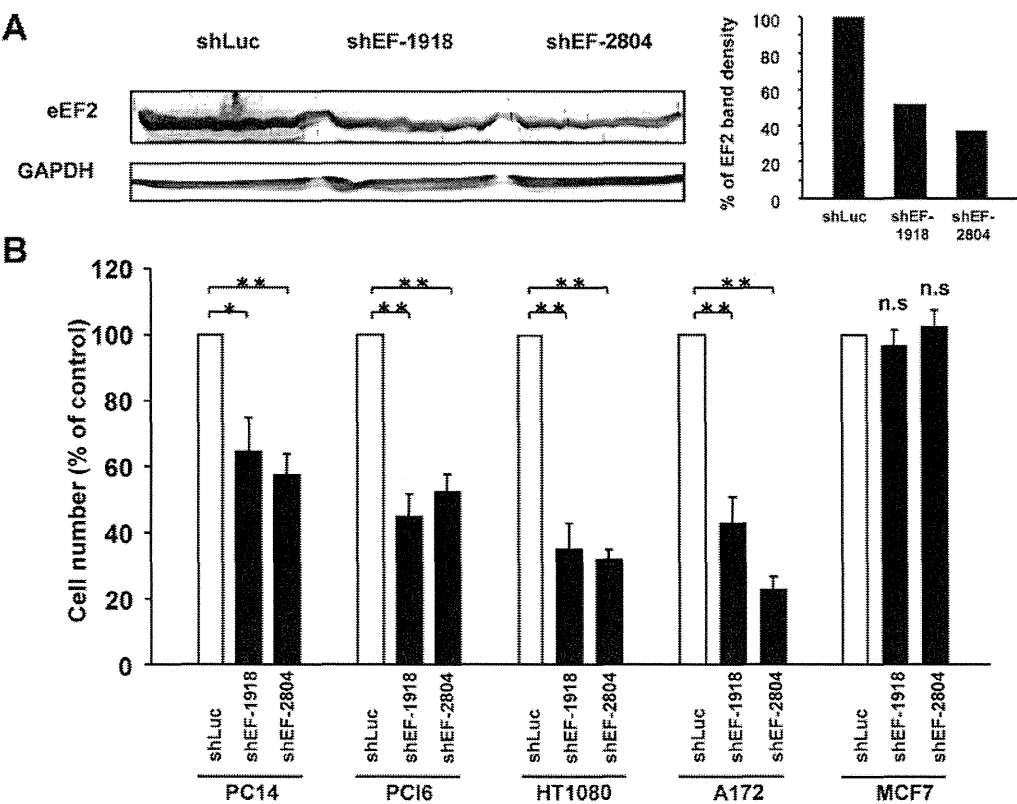 A
shLuc shEF-1918 shEF-2804
eEF2
GAPDH
% of EF2 band density
100
80
60
40
20
0
shLuc shEF-1918 shEF-2804
B
Cell number (% of control)
120
100
80
60
40
20
0
** ** ** **
* ** ** **
n.s n.s
shLuc shEF-1918 shEF-2804 shLuc shEF-1918 shEF-2804 shLuc shEF-1918 shEF-2804 shLuc shEF-1918 shEF-2804 shLuc shEF-1918 shEF-2804
PC14 PCI6 HT1080 A172 MCF7